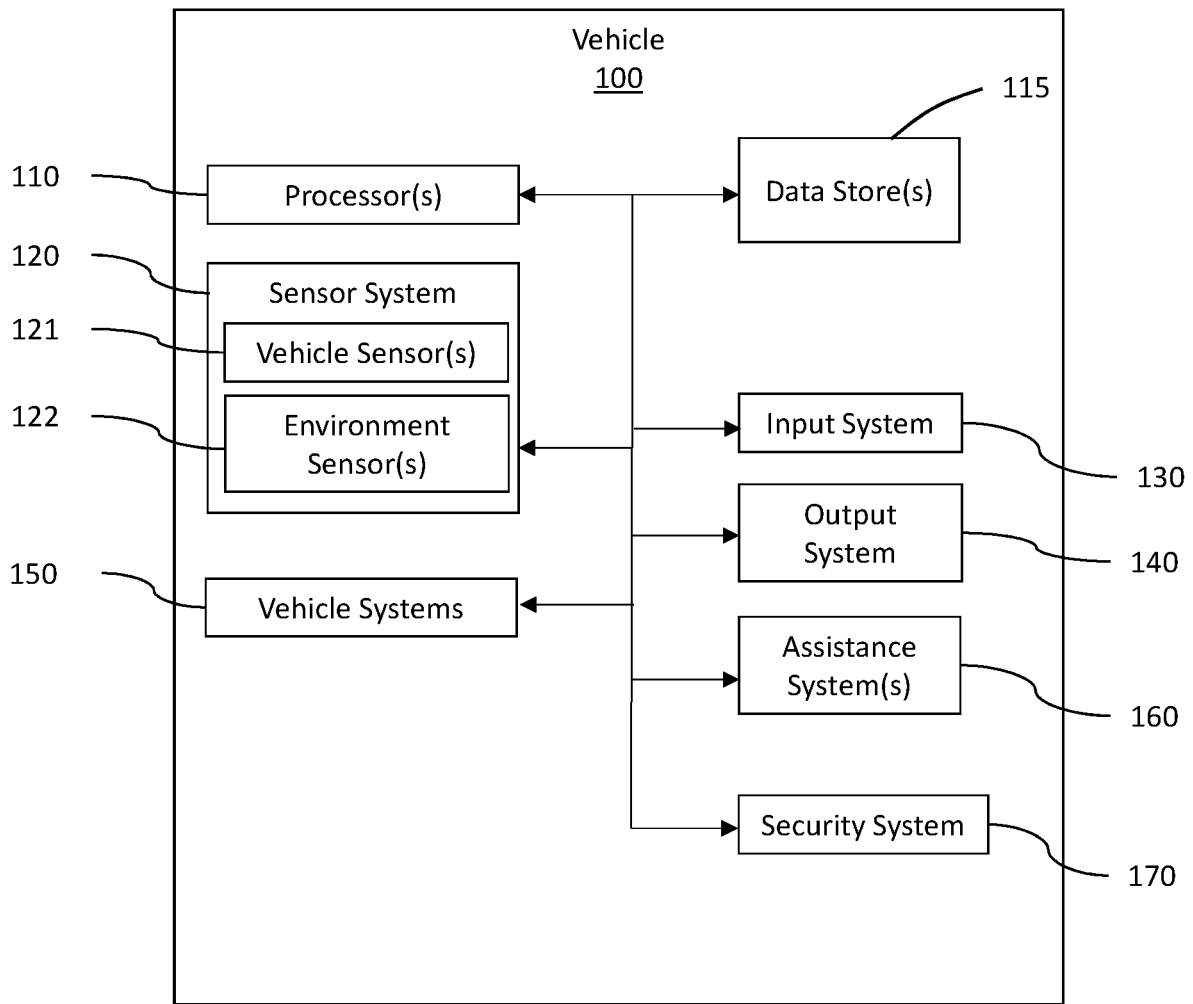 Vehicle
100
115
110
Processor(s)
Data Store(s)
120
Sensor System
121
Vehicle Sensor(s)
122
Environment
Sensor(s)
Input System
130
Output
System
140
150
Vehicle Systems
Assistance
System(s)
160
Security System
170